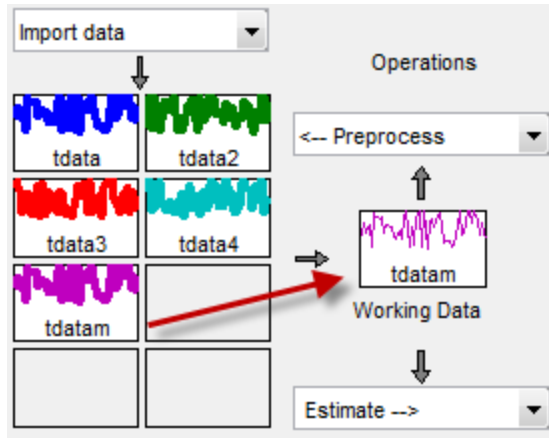 Import data
Operations
tdata
tdata2
<-- Preprocess
tdata3
tdata4
tdatam
tdatam
Working Data
Estimate -->